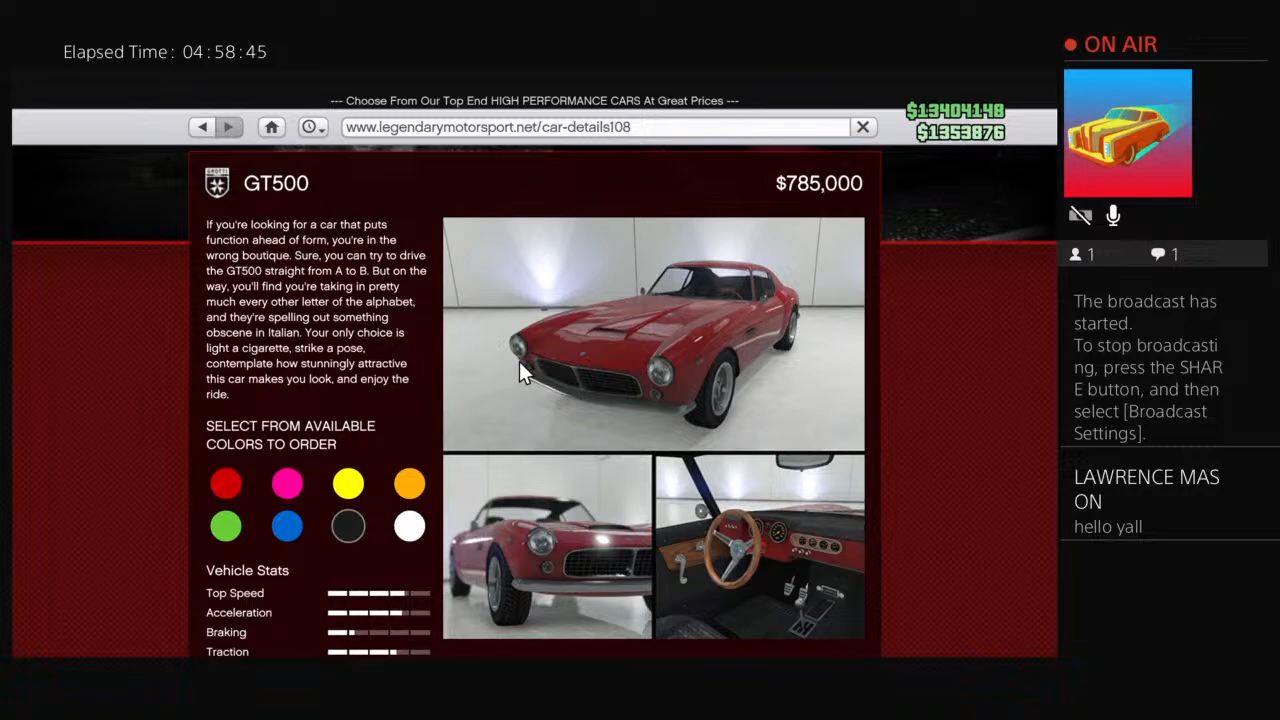 Elapsed Time: 04:58:45
ON AIR
--- Choose From Our Top End HIGH PERFORMANCE CARS At Great Prices ---
www.legendarymotorsport.net/car-details108
$13404148
$1353876
GROTTI
GT500
$785,000
If you're looking for a car that puts
function ahead of form, you're in the
wrong boutique. Sure, you can try to drive
the GT500 straight from A to B. But on the
way, you'll find you're taking in pretty
much every other letter of the alphabet,
and they're spelling out something
obscene in Italian. Your only choice is
light a cigarette, strike a pose,
contemplate how stunningly attractive
this car makes you look, and enjoy the
ride.
SELECT FROM AVAILABLE
COLORS TO ORDER
Vehicle Stats
Top Speed
Acceleration
Braking
Traction
1
1
The broadcast has
started.
To stop broadcasti
ng, press the SHAR
E button, and then
select [Broadcast
Settings].
LAWRENCE MAS
ON
hello yall